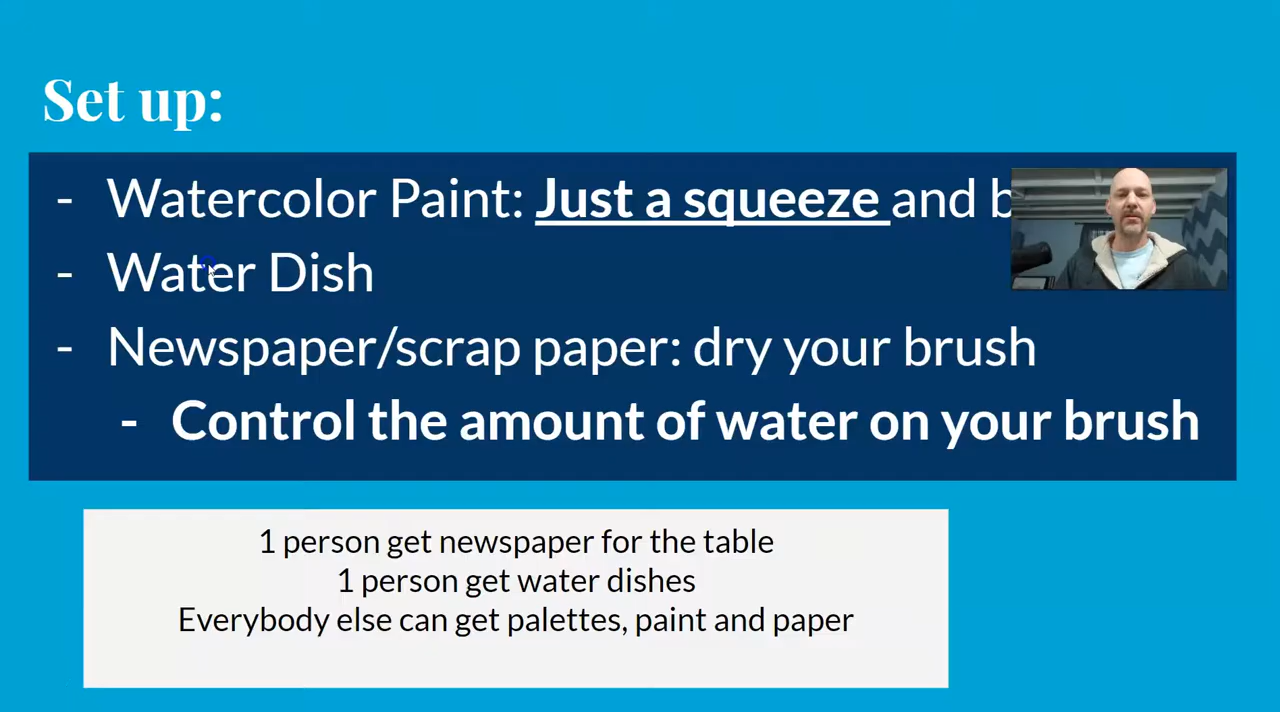 Set up:
- Watercolor Paint: Just a squeeze and
- Water Dish
- Newspaper/scrap paper: dry your brush
- Control the amount of water on your brush
1 person get newspaper for the table
1 person get water dishes
Everybody else can get palettes, paint and paper